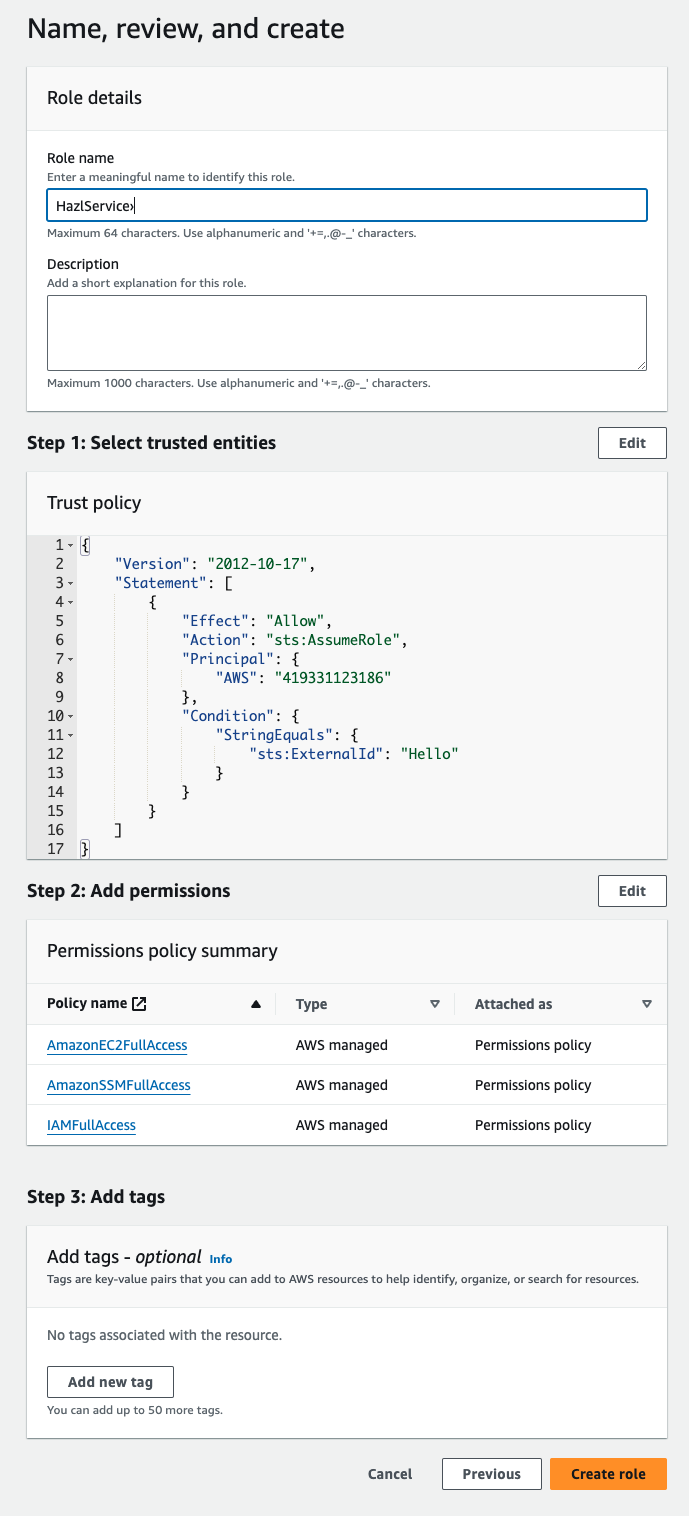 Name, review, and create
Role details
Role name
Enter a meaningful name to identify this role.
HazlService
Maximum 64 characters. Use alphanumeric and '+=,.@-_' characters.
Description
Add a short explanation for this role.
Maximum 1000 characters. Use alphanumeric and '+=,.@-_' characters.
Step 1: Select trusted entities
Edit
Trust policy
1 {
2     "Version": "2012-10-17",
3     "Statement": [
4         {
5             "Effect": "Allow",
6             "Action": "sts:AssumeRole",
7             "Principal": {
8                 "AWS": "419331123186"
9             },
10             "Condition": {
11                 "StringEquals": {
12                     "sts:ExternalId": "Hello"
13                 }
14             }
15         }
16     ]
17 }
Step 2: Add permissions
Edit
Permissions policy summary
Policy name Type Attached as
AmazonEC2FullAccess AWS managed Permissions policy
AmazonSSMFullAccess AWS managed Permissions policy
IAMFullAccess AWS managed Permissions policy
Step 3: Add tags
Add tags - optional Info
Tags are key-value pairs that you can add to AWS resources to help identify, organize, or search for resources.
No tags associated with the resource.
Add new tag
You can add up to 50 more tags.
Cancel Previous Create role